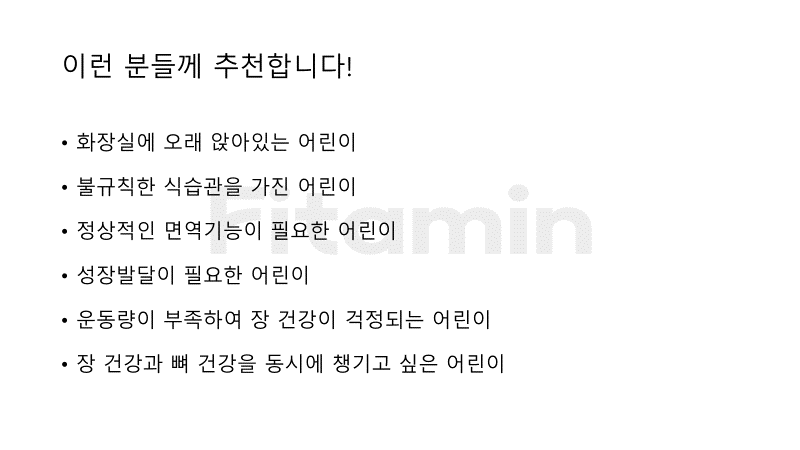 이런 분들께 추천합니다!
• 화장실에 오래 앉아있는 어린이
• 불규칙한 식습관을 가진 어린이
• 정상적인 면역기능이 필요한 어린이
• 성장발달이 필요한 어린이
• 운동량이 부족하여 장 건강이 걱정되는 어린이
• 장 건강과 뼈 건강을 동시에 챙기고 싶은 어린이
Fitamin